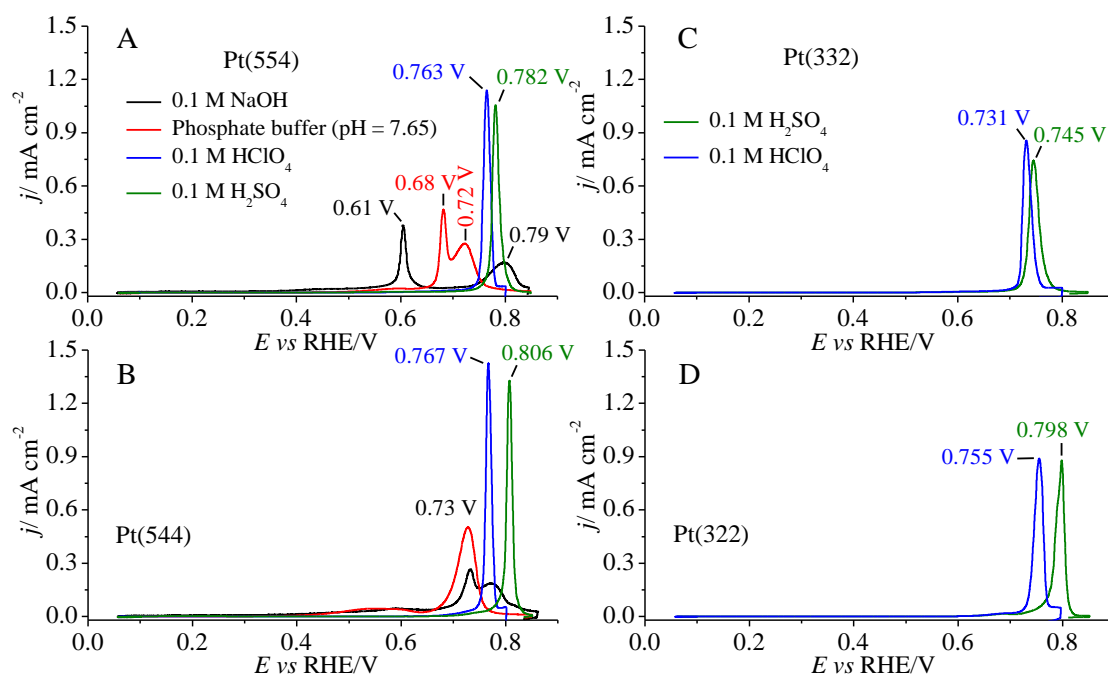 A
Pt(554)
0.1 M NaOH
Phosphate buffer (pH = 7.65)
0.1 M HClO4
0.1 M H2SO4
0.763 V
0.782 V
0.61 V
0.68 V
0.72 V
0.79 V
1.5
1.2
0.9
0.6
0.3
0.0
j/ mA cm-2
0.0 0.2 0.4 0.6 0.8
E vs RHE/V
C
Pt(332)
0.1 M H2SO4
0.1 M HClO4
0.731 V
0.745 V
1.5
1.2
0.9
0.6
0.3
0.0
j/ mA cm-2
0.0 0.2 0.4 0.6 0.8
E vs RHE/V
B
Pt(544)
0.767 V
0.806 V
0.73 V
1.5
1.2
0.9
0.6
0.3
0.0
j/ mA cm-2
0.0 0.2 0.4 0.6 0.8
E vs RHE/V
D
Pt(322)
0.755 V
0.798 V
1.5
1.2
0.9
0.6
0.3
0.0
j/ mA cm-2
0.0 0.2 0.4 0.6 0.8
E vs RHE/V